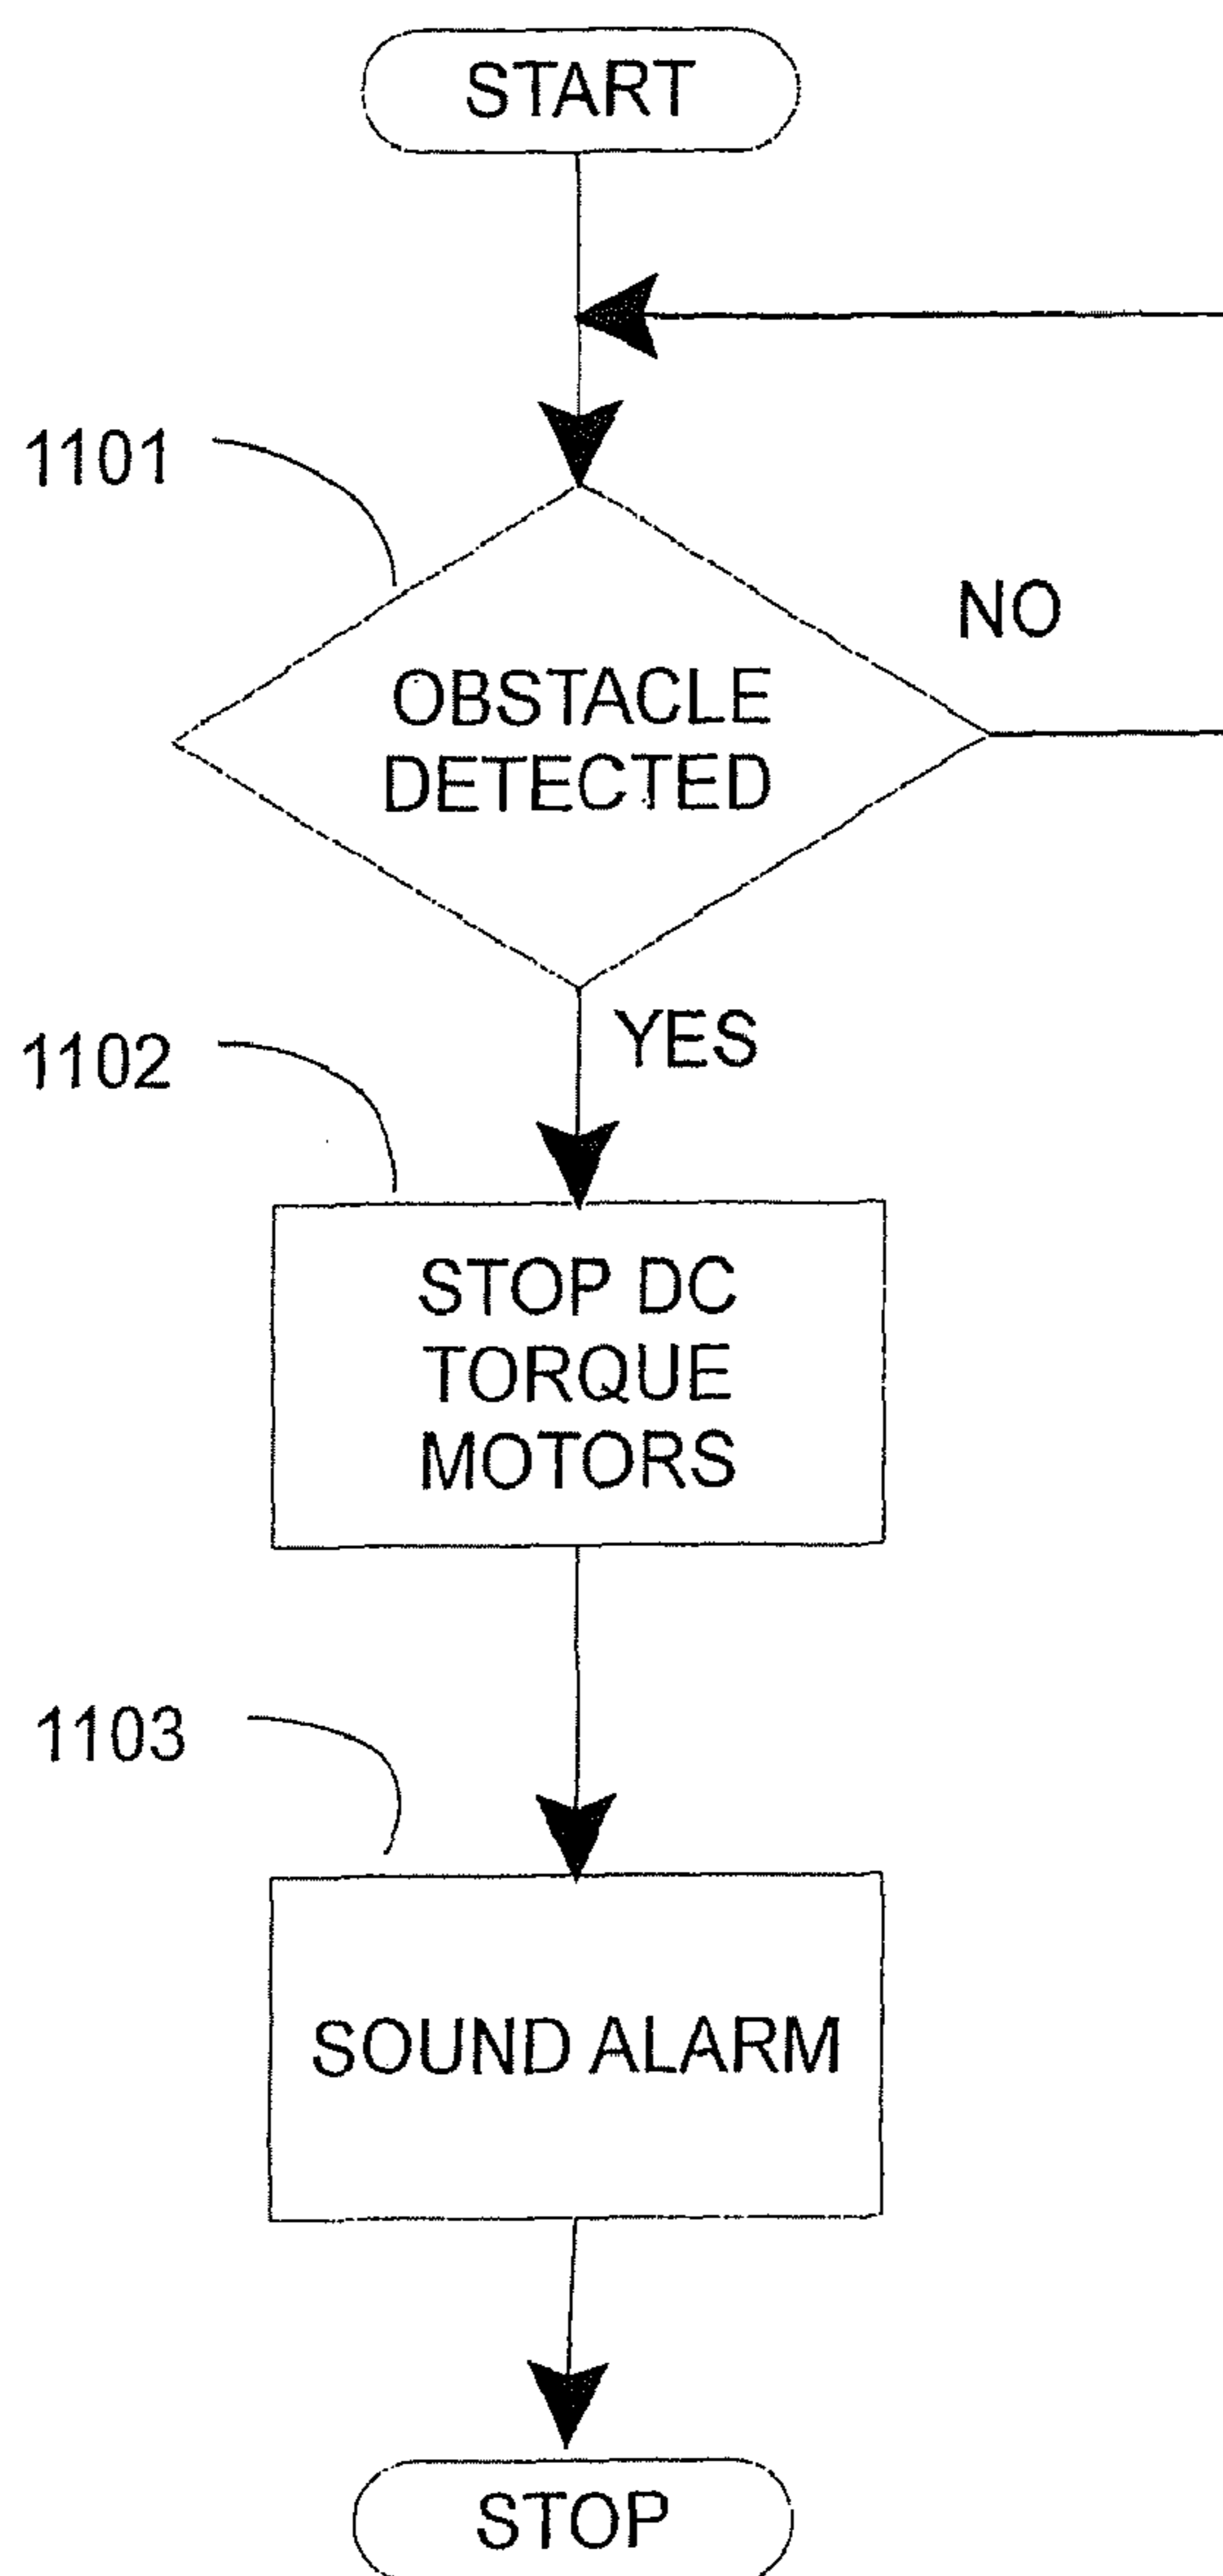 START
1101
NO
OBSTACLE
DETECTED
YES
1102
STOP DC
TORQUE
MOTORS
1103
SOUND ALARM
STOP